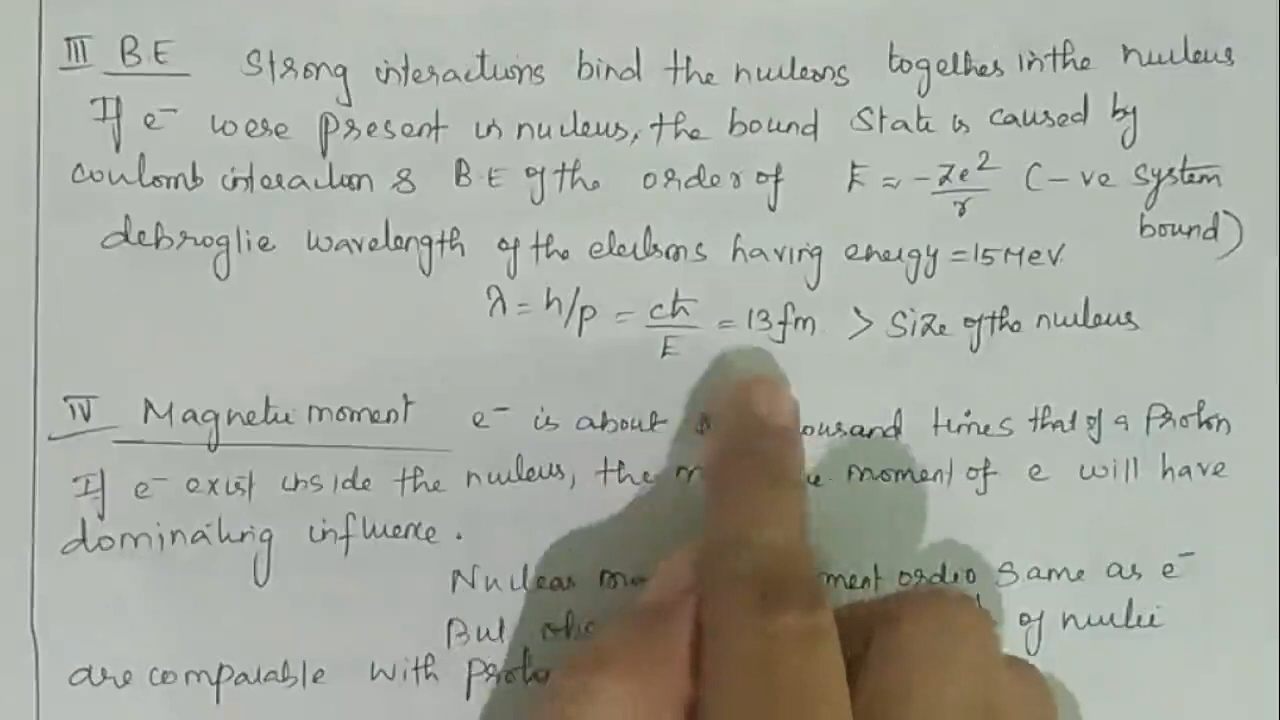 III B.E Strong interactions bind the nucleons together in the nucleus
If e⁻ were present in nucleus, the bound state is caused by
coulomb interaction & B E of the order of E ≈ -Ze²/r (-ve system
bound)
debroglie wavelength of the electrons having energy = 15 MeV.
λ = h/p = cħ/E = 13 fm > size of the nucleus
IV Magnetic moment e⁻ is about thousand times that of a Proton
If e⁻ exist inside the nucleus, the moment of e will have
dominating influence.
Nuclear same as e⁻
But of nuclei
are comparable with